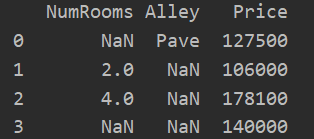 NumRooms Alley Price
0 NaN Pave 127500
1 2.0 NaN 106000
2 4.0 NaN 178100
3 NaN NaN 140000